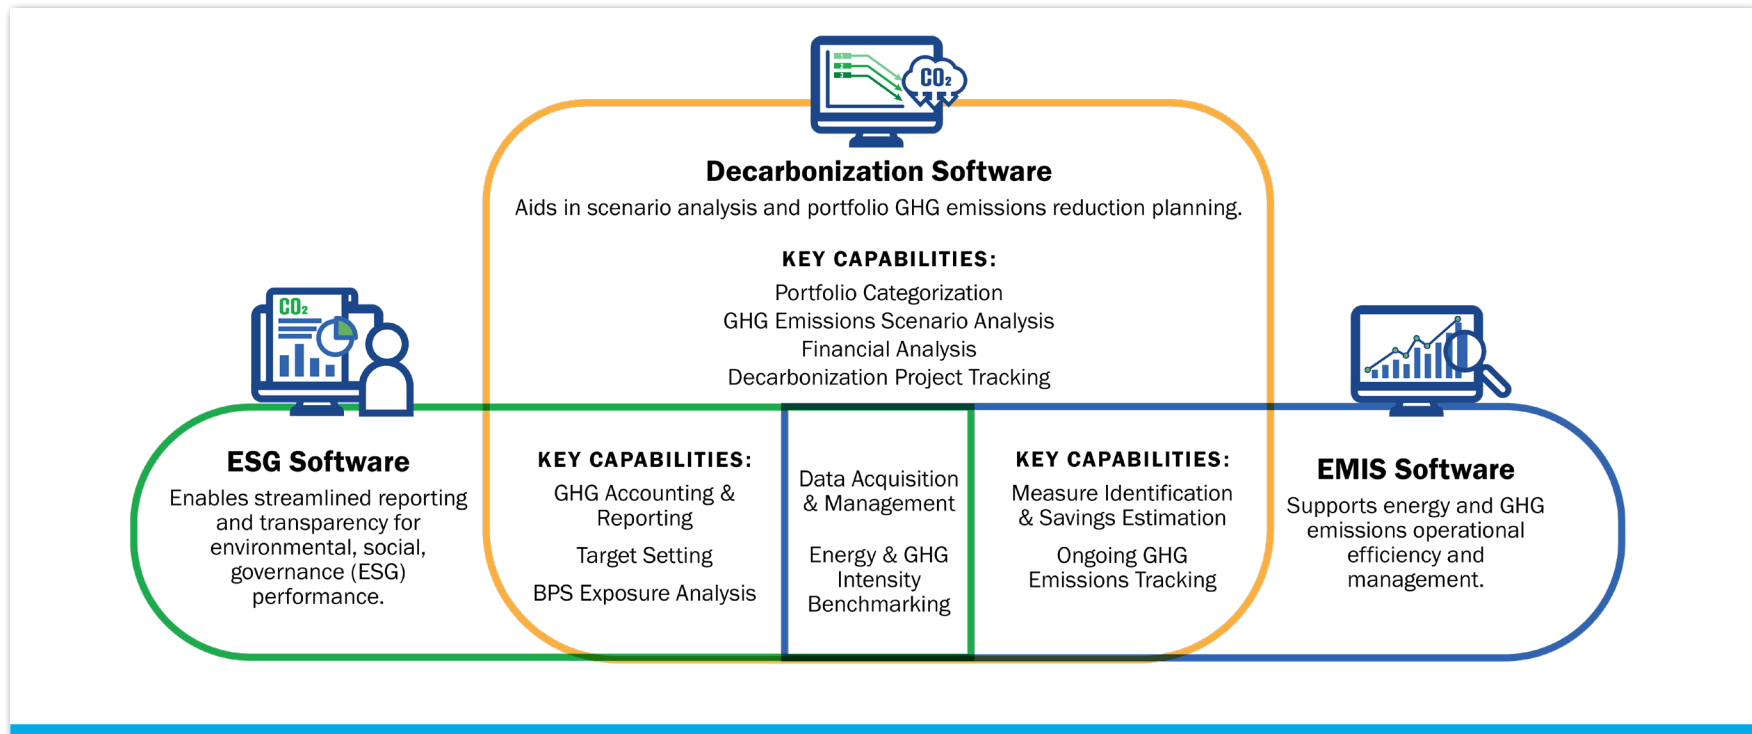 CO₂
Decarbonization Software
Aids in scenario analysis and portfolio GHG emissions reduction planning.
KEY CAPABILITIES:
Portfolio Categorization
GHG Emissions Scenario Analysis
Financial Analysis
Decarbonization Project Tracking
CO₂
ESG Software
Enables streamlined reporting
and transparency for
environmental, social,
governance (ESG)
performance.
KEY CAPABILITIES:
GHG Accounting &
Reporting
Target Setting
BPS Exposure Analysis
Data Acquisition
& Management
Energy & GHG
Intensity
Benchmarking
KEY CAPABILITIES:
Measure Identification
& Savings Estimation
Ongoing GHG
Emissions Tracking
EMIS Software
Supports energy and GHG
emissions operational
efficiency and
management.